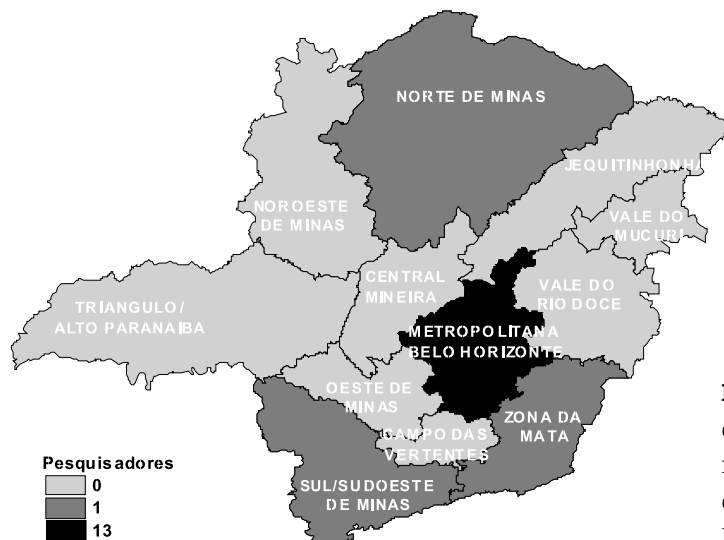 NORTE DE MINAS
JEQUITINHONHA
NOROESTE
DE MINAS
VALE DO
MUCURI
CENTRAL
MINEIRA
VALE DO
RIO DOCE
TRIANGULO/
ALTO PARANAIBA
METROPOLITANA
BELO HORIZONTE
OESTE DE
MINAS
ZONA DA
MATA
CAMPO DAS
VERTENTES
SUL/SUDOESTE
DE MINAS
Pesquisadores
0
1
13